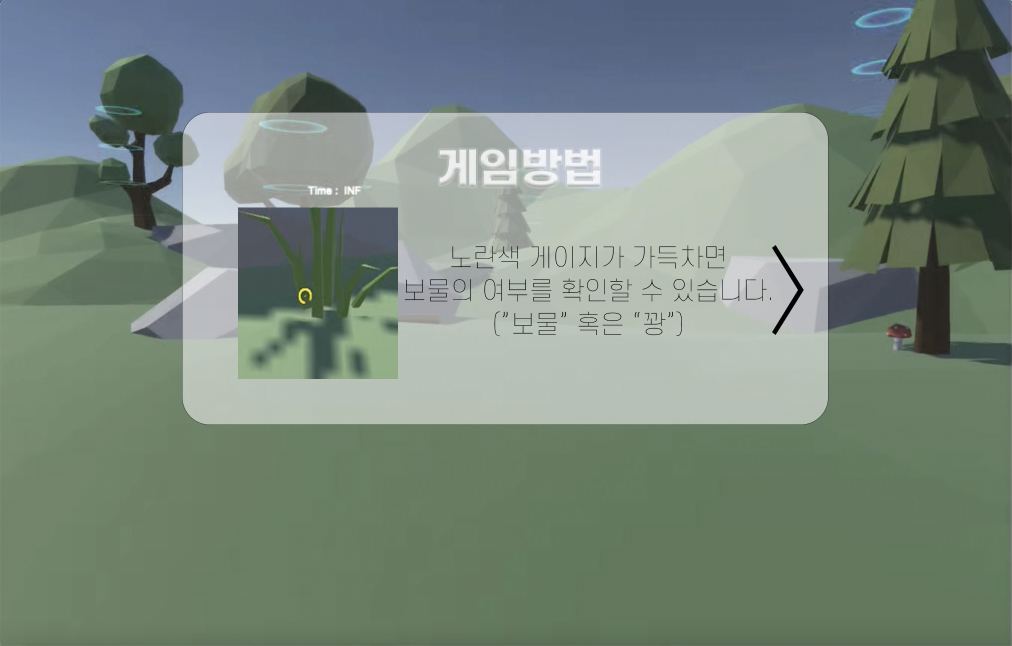 게임방법
Time : INF
노란색 게이지가 가득차면
보물의 여부를 확인할 수 있습니다.
("보물" 혹은 "꽝")